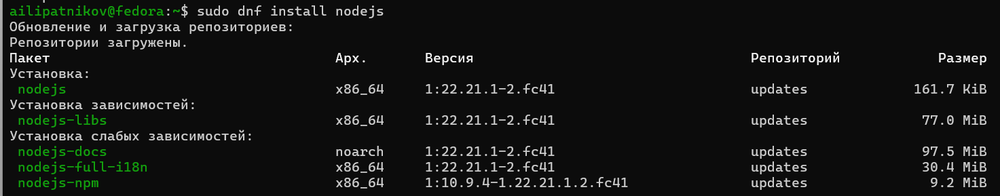 ailipatnikov@fedora:~$ sudo dnf install nodejs
Обновление и загрузка репозиториев:
Репозитории загружены.
Пакет Арх. Версия Репозиторий Размер
Установка:
nodejs x86_64 1:22.21.1-2.fc41 updates 161.7 KiB
Установка зависимостей:
nodejs-libs x86_64 1:22.21.1-2.fc41 updates 77.0 MiB
Установка слабых зависимостей:
nodejs-docs noarch 1:22.21.1-2.fc41 updates 97.5 MiB
nodejs-full-i18n x86_64 1:22.21.1-2.fc41 updates 30.4 MiB
nodejs-npm x86_64 1:10.9.4-1.22.21.1.2.fc41 updates 9.2 MiB